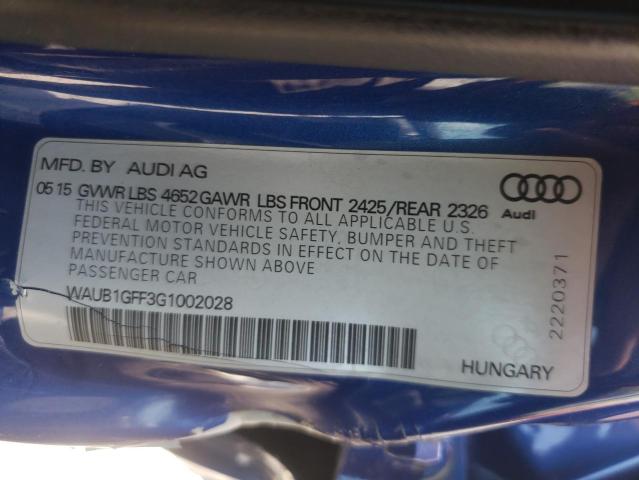 MFD. BY AUDI AG
05 15 GVWR LBS 4652 GAWR LBS FRONT 2425/REAR 2326
THIS VEHICLE CONFORMS TO ALL APPLICABLE U.S.
FEDERAL MOTOR VEHICLE SAFETY, BUMPER AND THEFT
PREVENTION STANDARDS IN EFFECT ON THE DATE OF
MANUFACTURE SHOWN ABOVE
PASSENGER CAR
WAUB1GFF3G1002028
Audi
2220371
HUNGARY